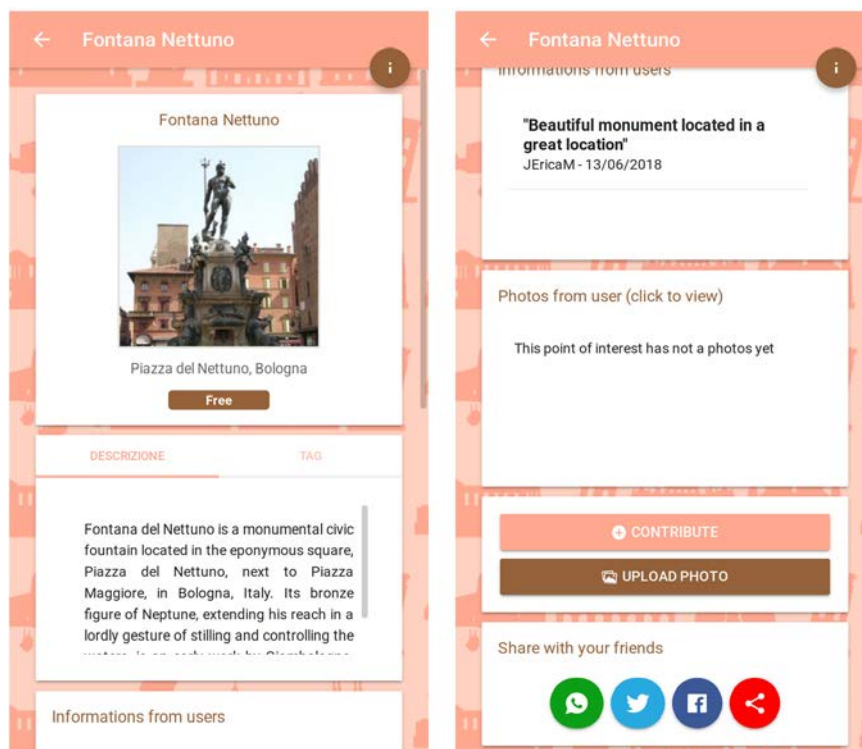 Fontana Nettuno
Fontana Nettuno
Piazza del Nettuno, Bologna
Free
DESCRIZIONE
TAG
Fontana del Nettuno is a monumental civic
fountain located in the eponymous square,
Piazza del Nettuno, next to Piazza
Maggiore, in Bologna, Italy. Its bronze
figure of Neptune, extending his reach in a
lordly gesture of stilling and controlling the
Informations from users
Fontana Nettuno
Informations from users
"Beautiful monument located in a
great location"
JEricaM - 13/06/2018
Photos from user (click to view)
This point of interest has not a photos yet
CONTRIBUTE
UPLOAD PHOTO
Share with your friends